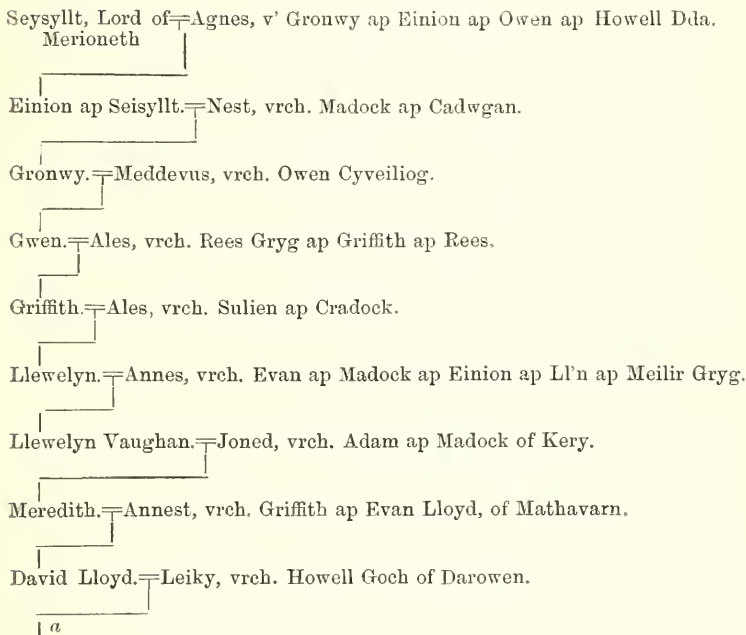 Seysyllt, Lord of=Agnes, v' Gronwy ap Einion ap Owen ap Howell Dda.
Merioneth
Einion ap Seisyllt.=Nest, vrch. Madock ap Cadwgan.
Gronwy.=Meddevus, vrch. Owen Cyveiliog.
Gwen.=Ales, vrch. Rees Gryg ap Griffith ap Rees.
Griffith.=Ales, vrch. Sulien ap Cradock.
Llewelyn.=Annes, vrch. Evan ap Madock ap Einion ap Ll'n ap Meilir Gryg.
Llewelyn Vaughan.=Joned, vrch. Adam ap Madock of Kery.
Meredith.=Annest, vrch. Griffith ap Evan Lloyd, of Mathavarn.
David Lloyd.=Leiky, vrch. Howell Goch of Darowen.
a